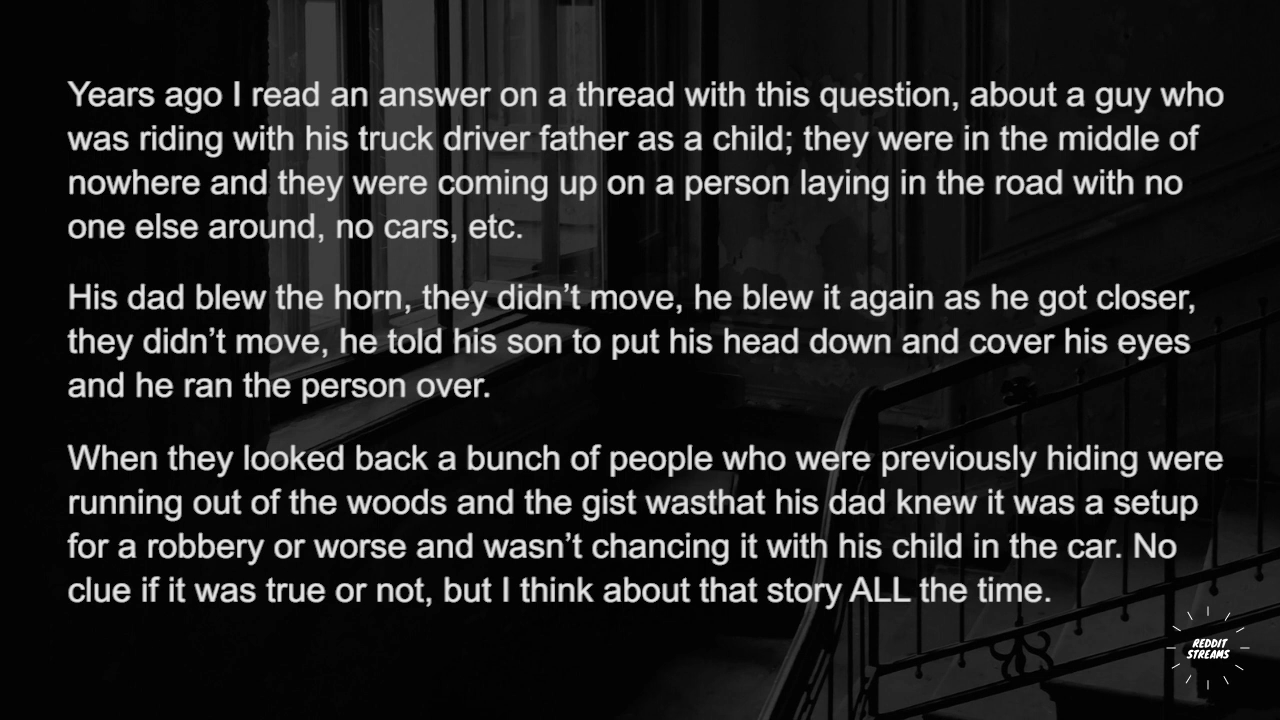 Years ago I read an answer on a thread with this question, about a guy who
was riding with his truck driver father as a child; they were in the middle of
nowhere and they were coming up on a person laying in the road with no
one else around, no cars, etc.
His dad blew the horn, they didn’t move, he blew it again as he got closer,
they didn’t move, he told his son to put his head down and cover his eyes
and he ran the person over.
When they looked back a bunch of people who were previously hiding were
running out of the woods and the gist wasthat his dad knew it was a setup
for a robbery or worse and wasn’t chancing it with his child in the car. No
clue if it was true or not, but I think about that story ALL the time.
REDDIT
STREAMS